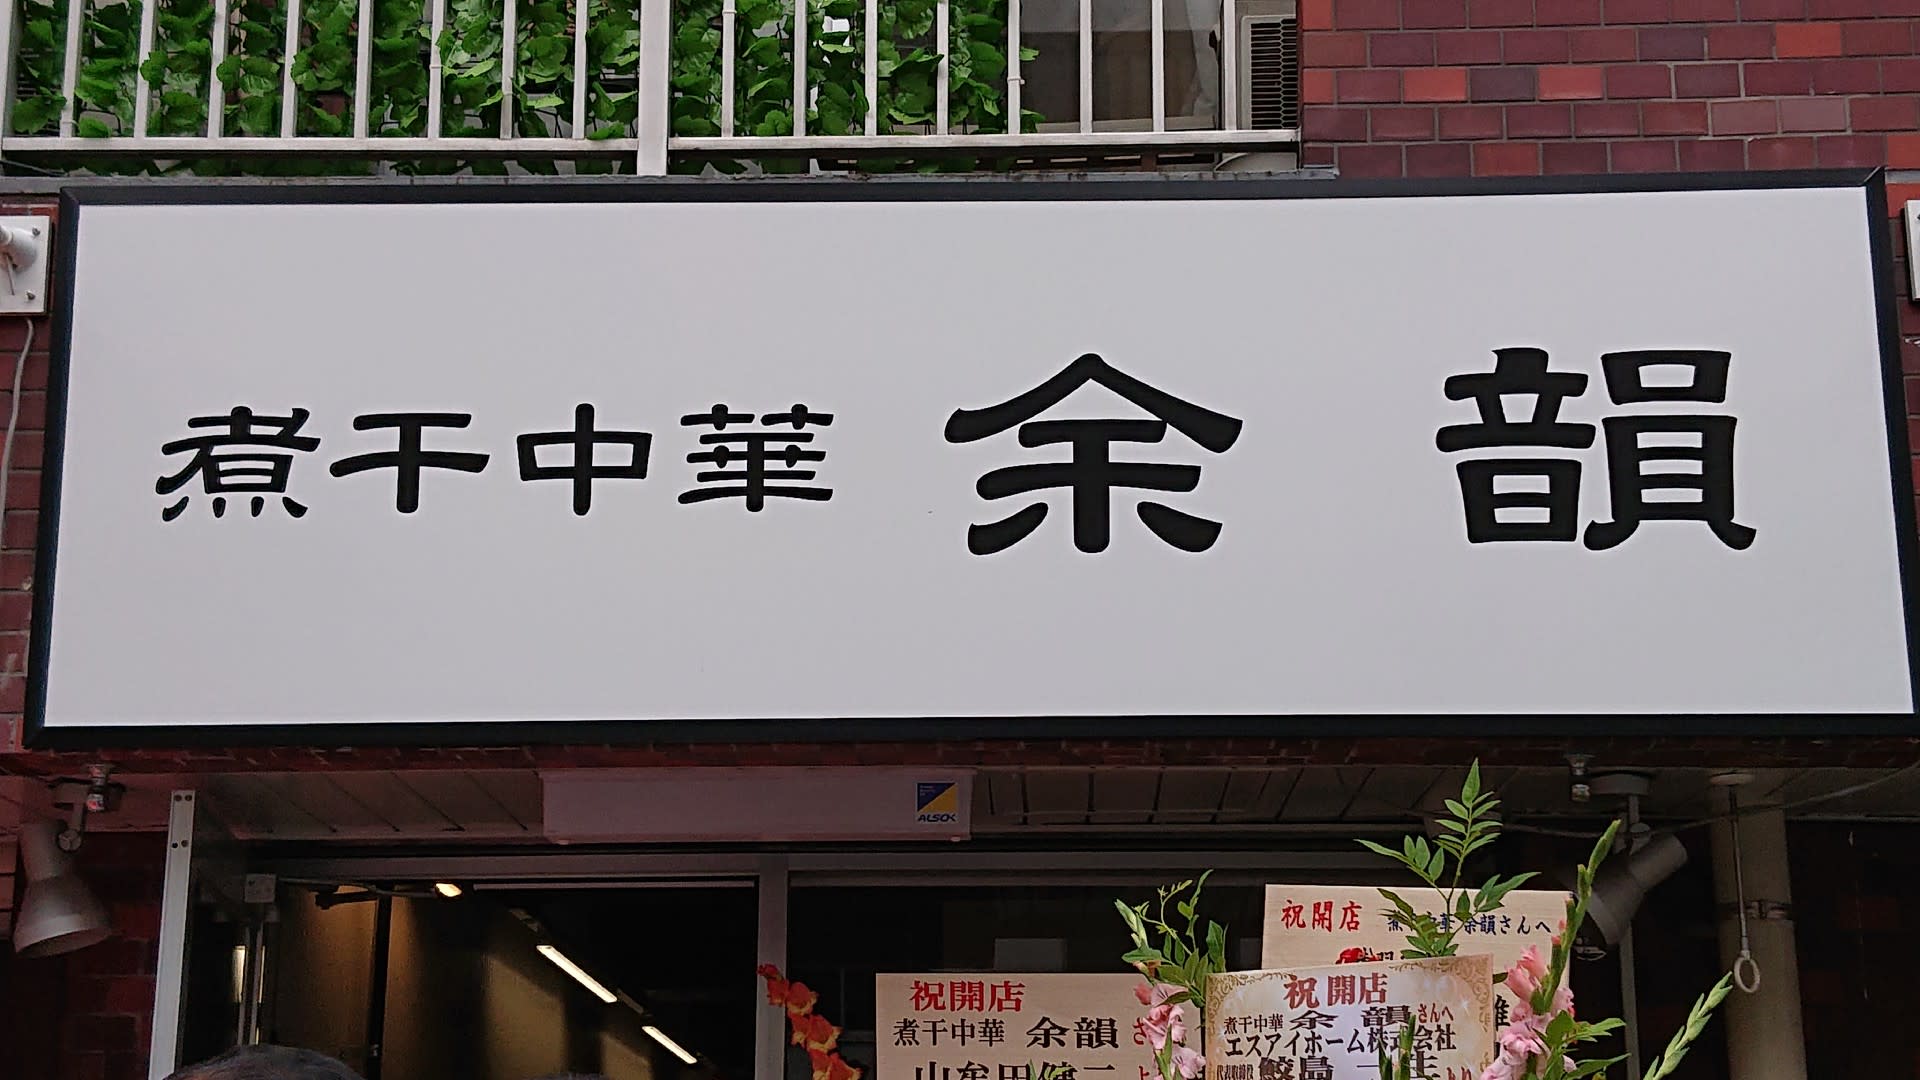 煮干中華 余韻
ALSOK
祝開店
煮干中華 余韻さんへ
祝開店
煮干中華 余韻さ
祝開店
煮干中華 余韻さんへ
エスアイホーム株式会社